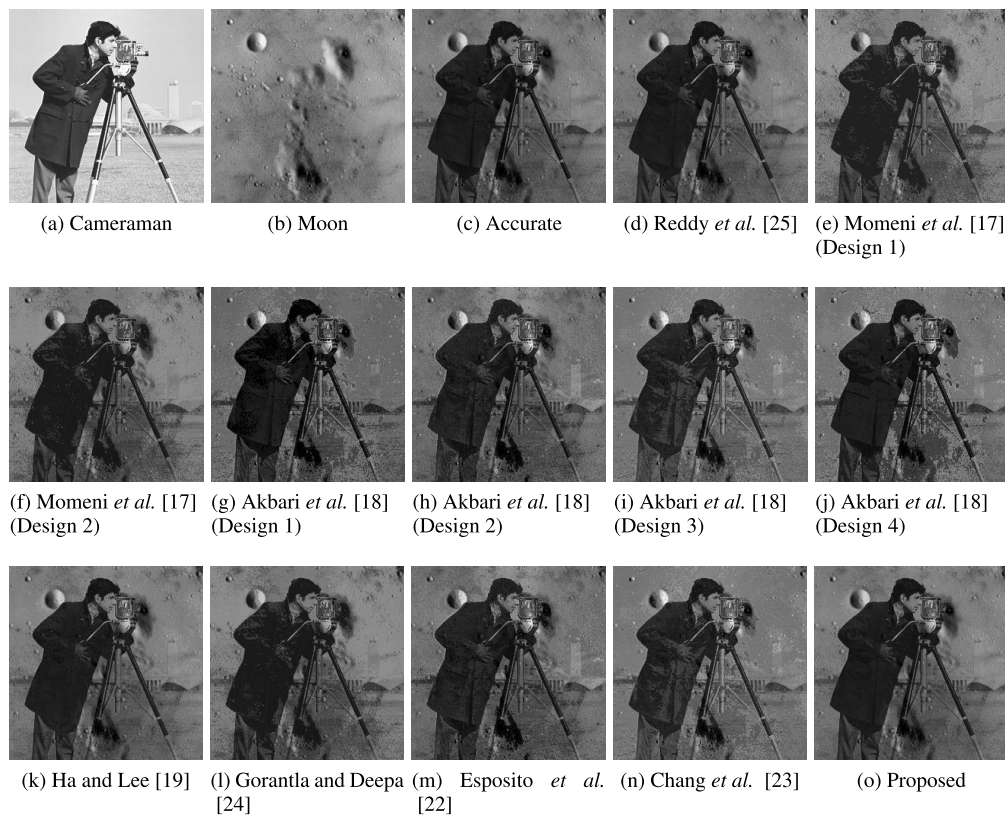 (a) Cameraman
(b) Moon
(c) Accurate
(d) Reddy et al. [25]
(e) Momeni et al. [17]
(Design 1)
(f) Momeni et al. [17]
(Design 2)
(g) Akbari et al. [18]
(Design 1)
(h) Akbari et al. [18]
(Design 2)
(i) Akbari et al. [18]
(Design 3)
(j) Akbari et al. [18]
(Design 4)
(k) Ha and Lee [19]
(l) Gorantla and Deepa
[24]
(m) Esposito et al.
[22]
(n) Chang et al. [23]
(o) Proposed